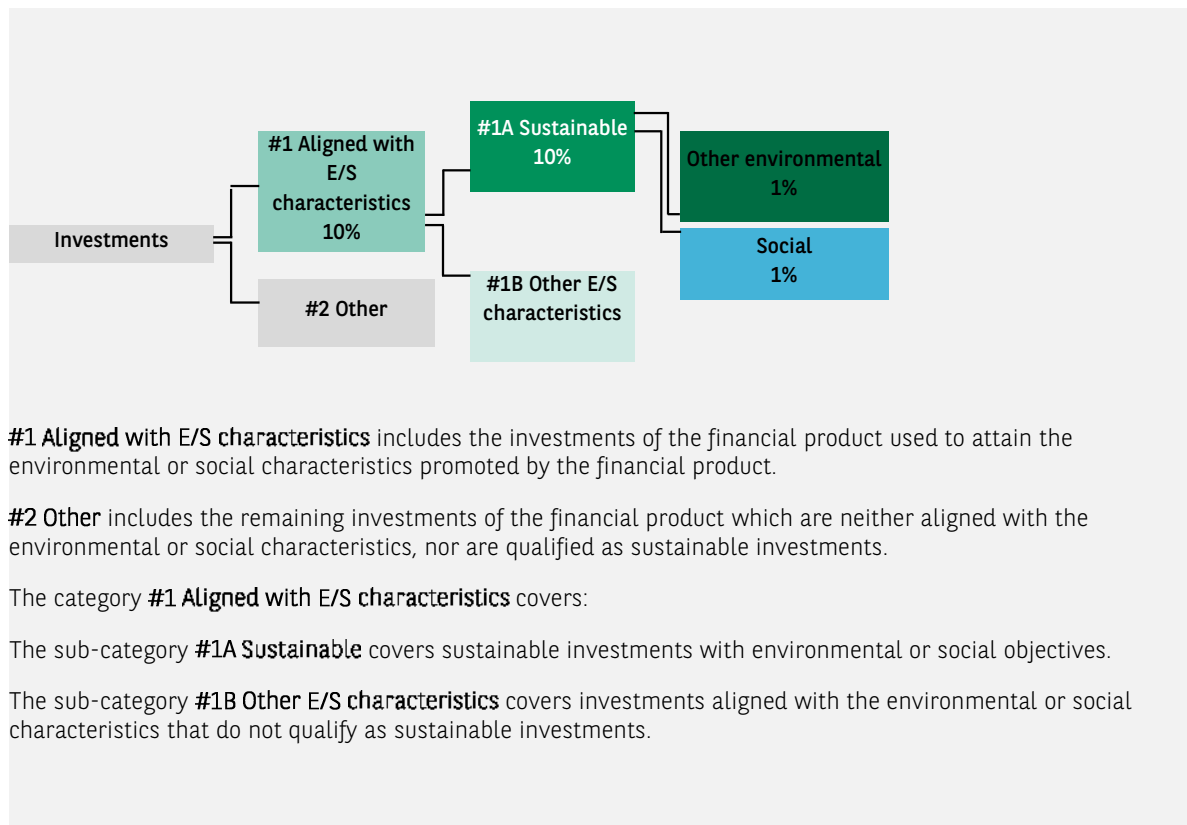 Investments
#1 Aligned with
E/S
characteristics
10%
#2 Other
#1A Sustainable
10%
#1B Other E/S
characteristics
Other environmental
1%
Social
1%
#1 Aligned with E/S characteristics includes the investments of the financial product used to attain the
environmental or social characteristics promoted by the financial product.
#2 Other includes the remaining investments of the financial product which are neither aligned with the
environmental or social characteristics, nor are qualified as sustainable investments.
The category #1 Aligned with E/S characteristics covers:
The sub-category #1A Sustainable covers sustainable investments with environmental or social objectives.
The sub-category #1B Other E/S characteristics covers investments aligned with the environmental or social
characteristics that do not qualify as sustainable investments.